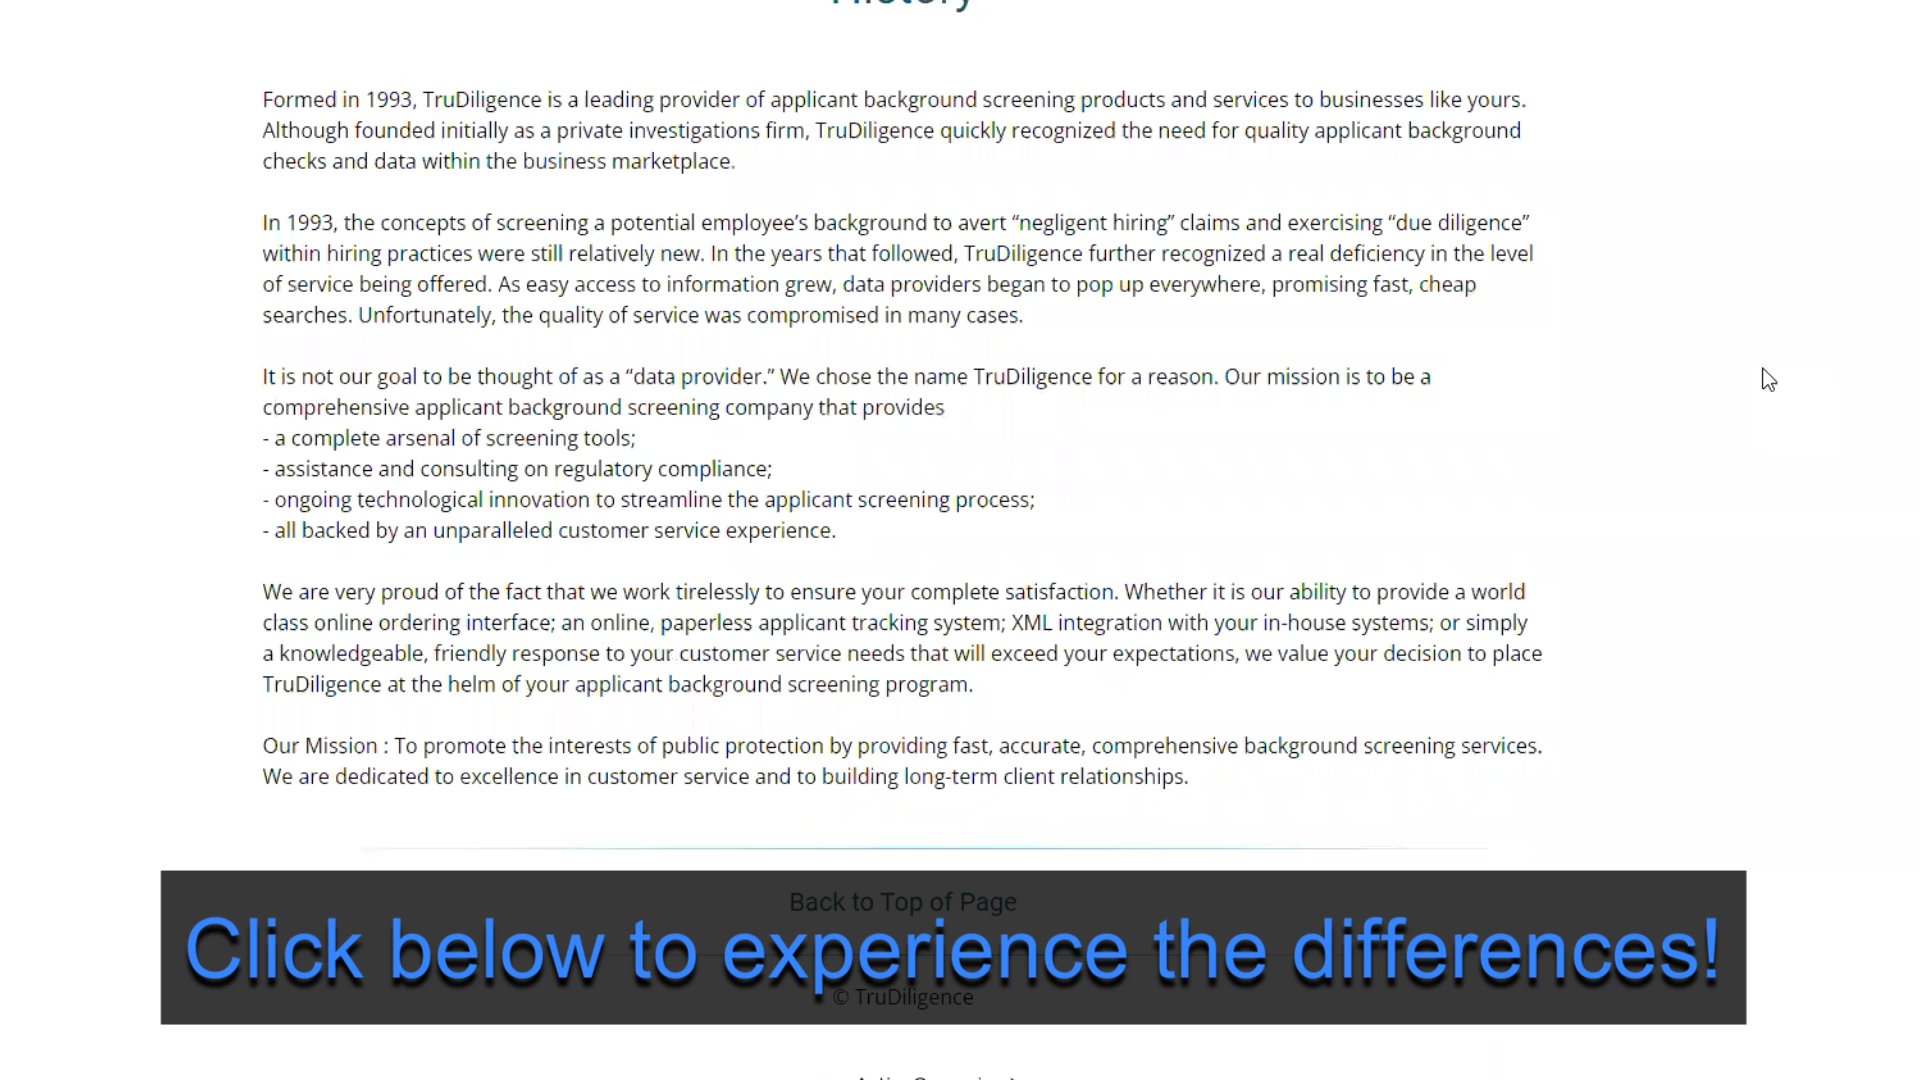 History
Formed in 1993, TruDiligence is a leading provider of applicant background screening products and services to businesses like yours.
Although founded initially as a private investigations firm, TruDiligence quickly recognized the need for quality applicant background
checks and data within the business marketplace.
In 1993, the concepts of screening a potential employee’s background to avert “negligent hiring” claims and exercising “due diligence”
within hiring practices were still relatively new. In the years that followed, TruDiligence further recognized a real deficiency in the level
of service being offered. As easy access to information grew, data providers began to pop up everywhere, promising fast, cheap
searches. Unfortunately, the quality of service was compromised in many cases.
It is not our goal to be thought of as a “data provider.” We chose the name TruDiligence for a reason. Our mission is to be a
comprehensive applicant background screening company that provides
- a complete arsenal of screening tools;
- assistance and consulting on regulatory compliance;
- ongoing technological innovation to streamline the applicant screening process;
- all backed by an unparalleled customer service experience.
We are very proud of the fact that we work tirelessly to ensure your complete satisfaction. Whether it is our ability to provide a world
class online ordering interface; an online, paperless applicant tracking system; XML integration with your in-house systems; or simply
a knowledgeable, friendly response to your customer service needs that will exceed your expectations, we value your decision to place
TruDiligence at the helm of your applicant background screening program.
Our Mission : To promote the interests of public protection by providing fast, accurate, comprehensive background screening services.
We are dedicated to excellence in customer service and to building long-term client relationships.
Back to Top of Page
Click below to experience the differences!
© TruDiligence